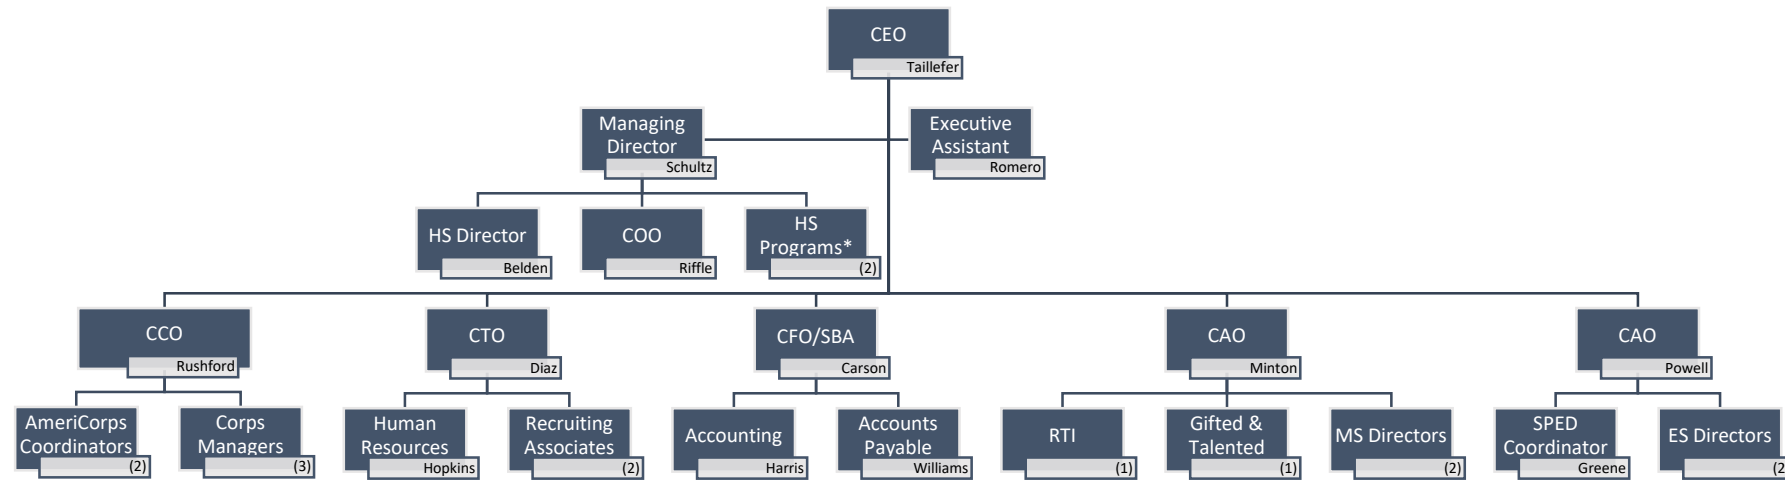 CEO
Taillefer
Managing
Director
Schultz
Executive
Assistant
Romero
HS Director
Belden
COO
Riffle
HS
Programs*
(2)
CCO
Rushford
CTO
Diaz
CFO/SBA
Carson
CAO
Minton
CAO
Powell
AmeriCorps
Coordinators
(2)
Corps
Managers
(3)
Human
Resources
Hopkins
Recruiting
Associates
(2)
Accounting
Harris
Accounts
Payable
Williams
RTI
(1)
Gifted &
Talented
(1)
MS Directors
(2)
SPED
Coordinator
Greene
ES Directors
(2